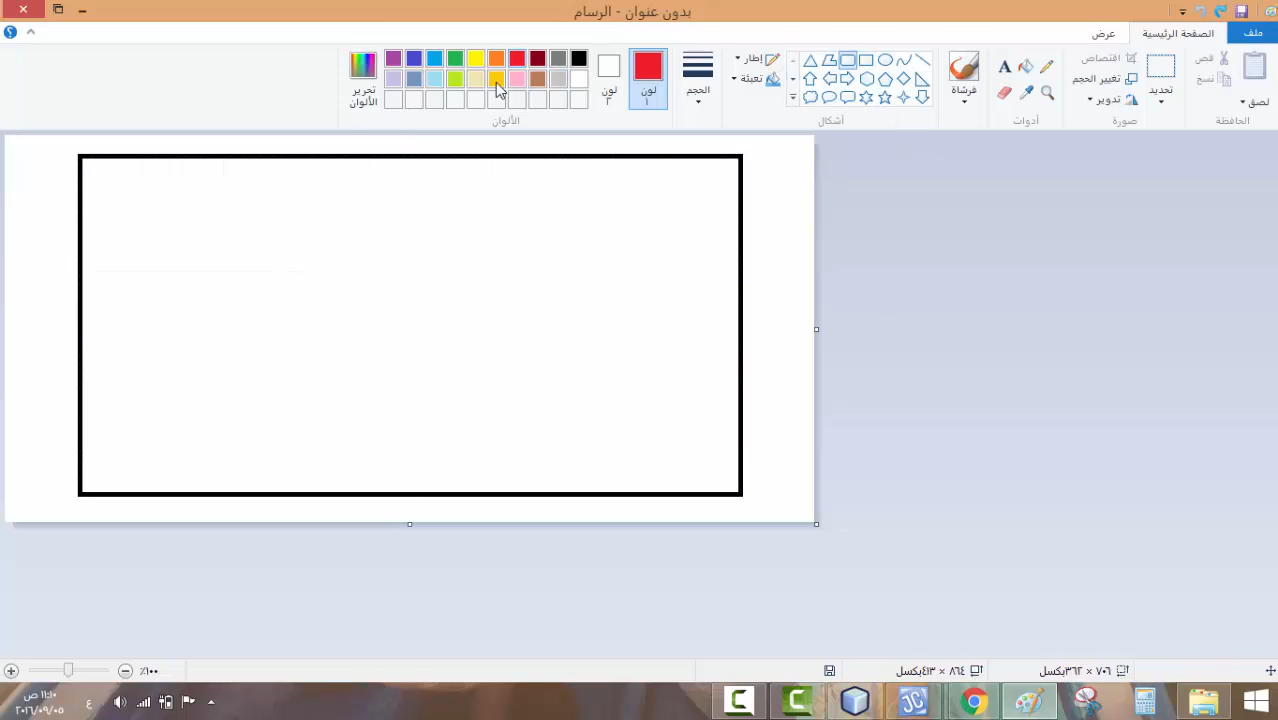 بدون عنوان - الرسام
ملف
الصفحة الرئيسية
عرض
لصق
قص
نسخ
الحافظة
تحديد
اقتصاص
تغيير الحجم
تدوير
صورة
A
أدوات
فرشاة
إطار
تعبئة
أشكال
الحجم
لون
١
لون
٢
تحرير
الألوان
الألوان
٧٠٦ × ٣٦٢بكسل
٨٦٤ × ٤١٣بكسل
٪١٠٠
JC
C
C
ع
١١:١٠ ص
٢٠١٦/٠٩/٠٥